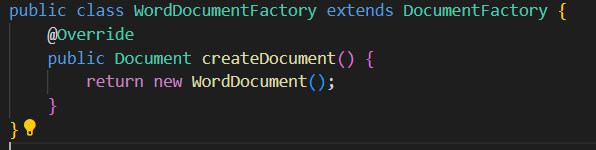 public class WordDocumentFactory extends DocumentFactory {
    @Override
    public Document createDocument() {
        return new WordDocument();
    }
}